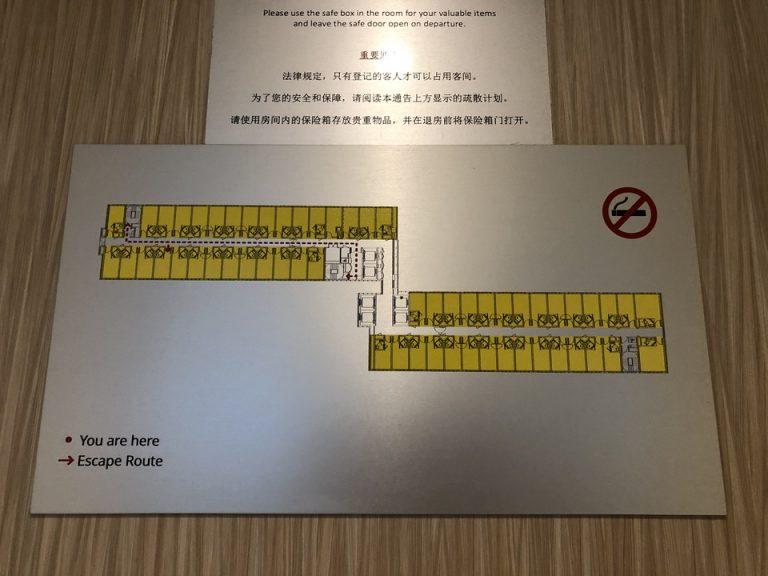 Please use the safe box in the room for your valuable items
and leave the safe door open on departure.
重要
法律规定，只有登记的客人才可以占用客间。
为了您的安全和保障，请阅读本通告上方显示的疏散计划。
请使用房间内的保险箱存放贵重物品，并在退房前将保险箱门打开。
You are here
Escape Route